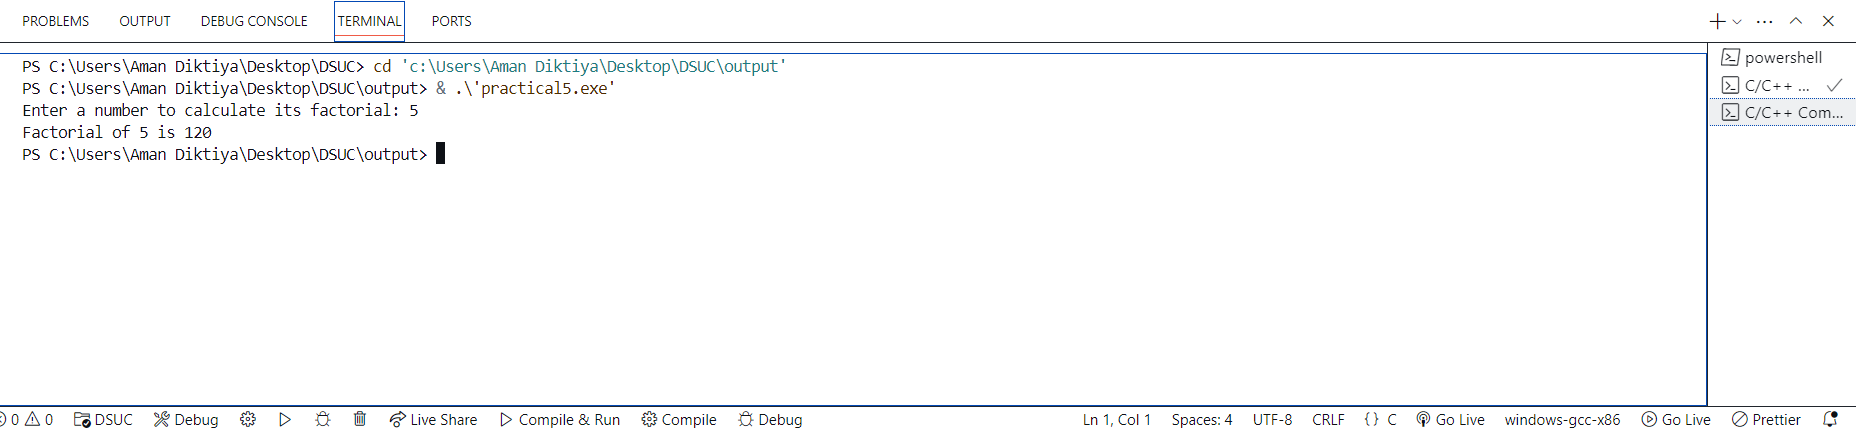 PROBLEMS OUTPUT DEBUG CONSOLE TERMINAL PORTS
PS C:\Users\Aman Diktiya\Desktop\DSUC> cd 'c:\Users\Aman Diktiya\Desktop\DSUC\output'
PS C:\Users\Aman Diktiya\Desktop\DSUC\output> & .\'practical5.exe'
Enter a number to calculate its factorial: 5
Factorial of 5 is 120
PS C:\Users\Aman Diktiya\Desktop\DSUC\output>
powershell
C/C++ ...
C/C++ Com...
0 0 DSUC Debug Live Share Compile & Run Compile Debug Ln 1, Col 1 Spaces: 4 UTF-8 CRLF {} C Go Live windows-gcc-x86 Go Live Prettier